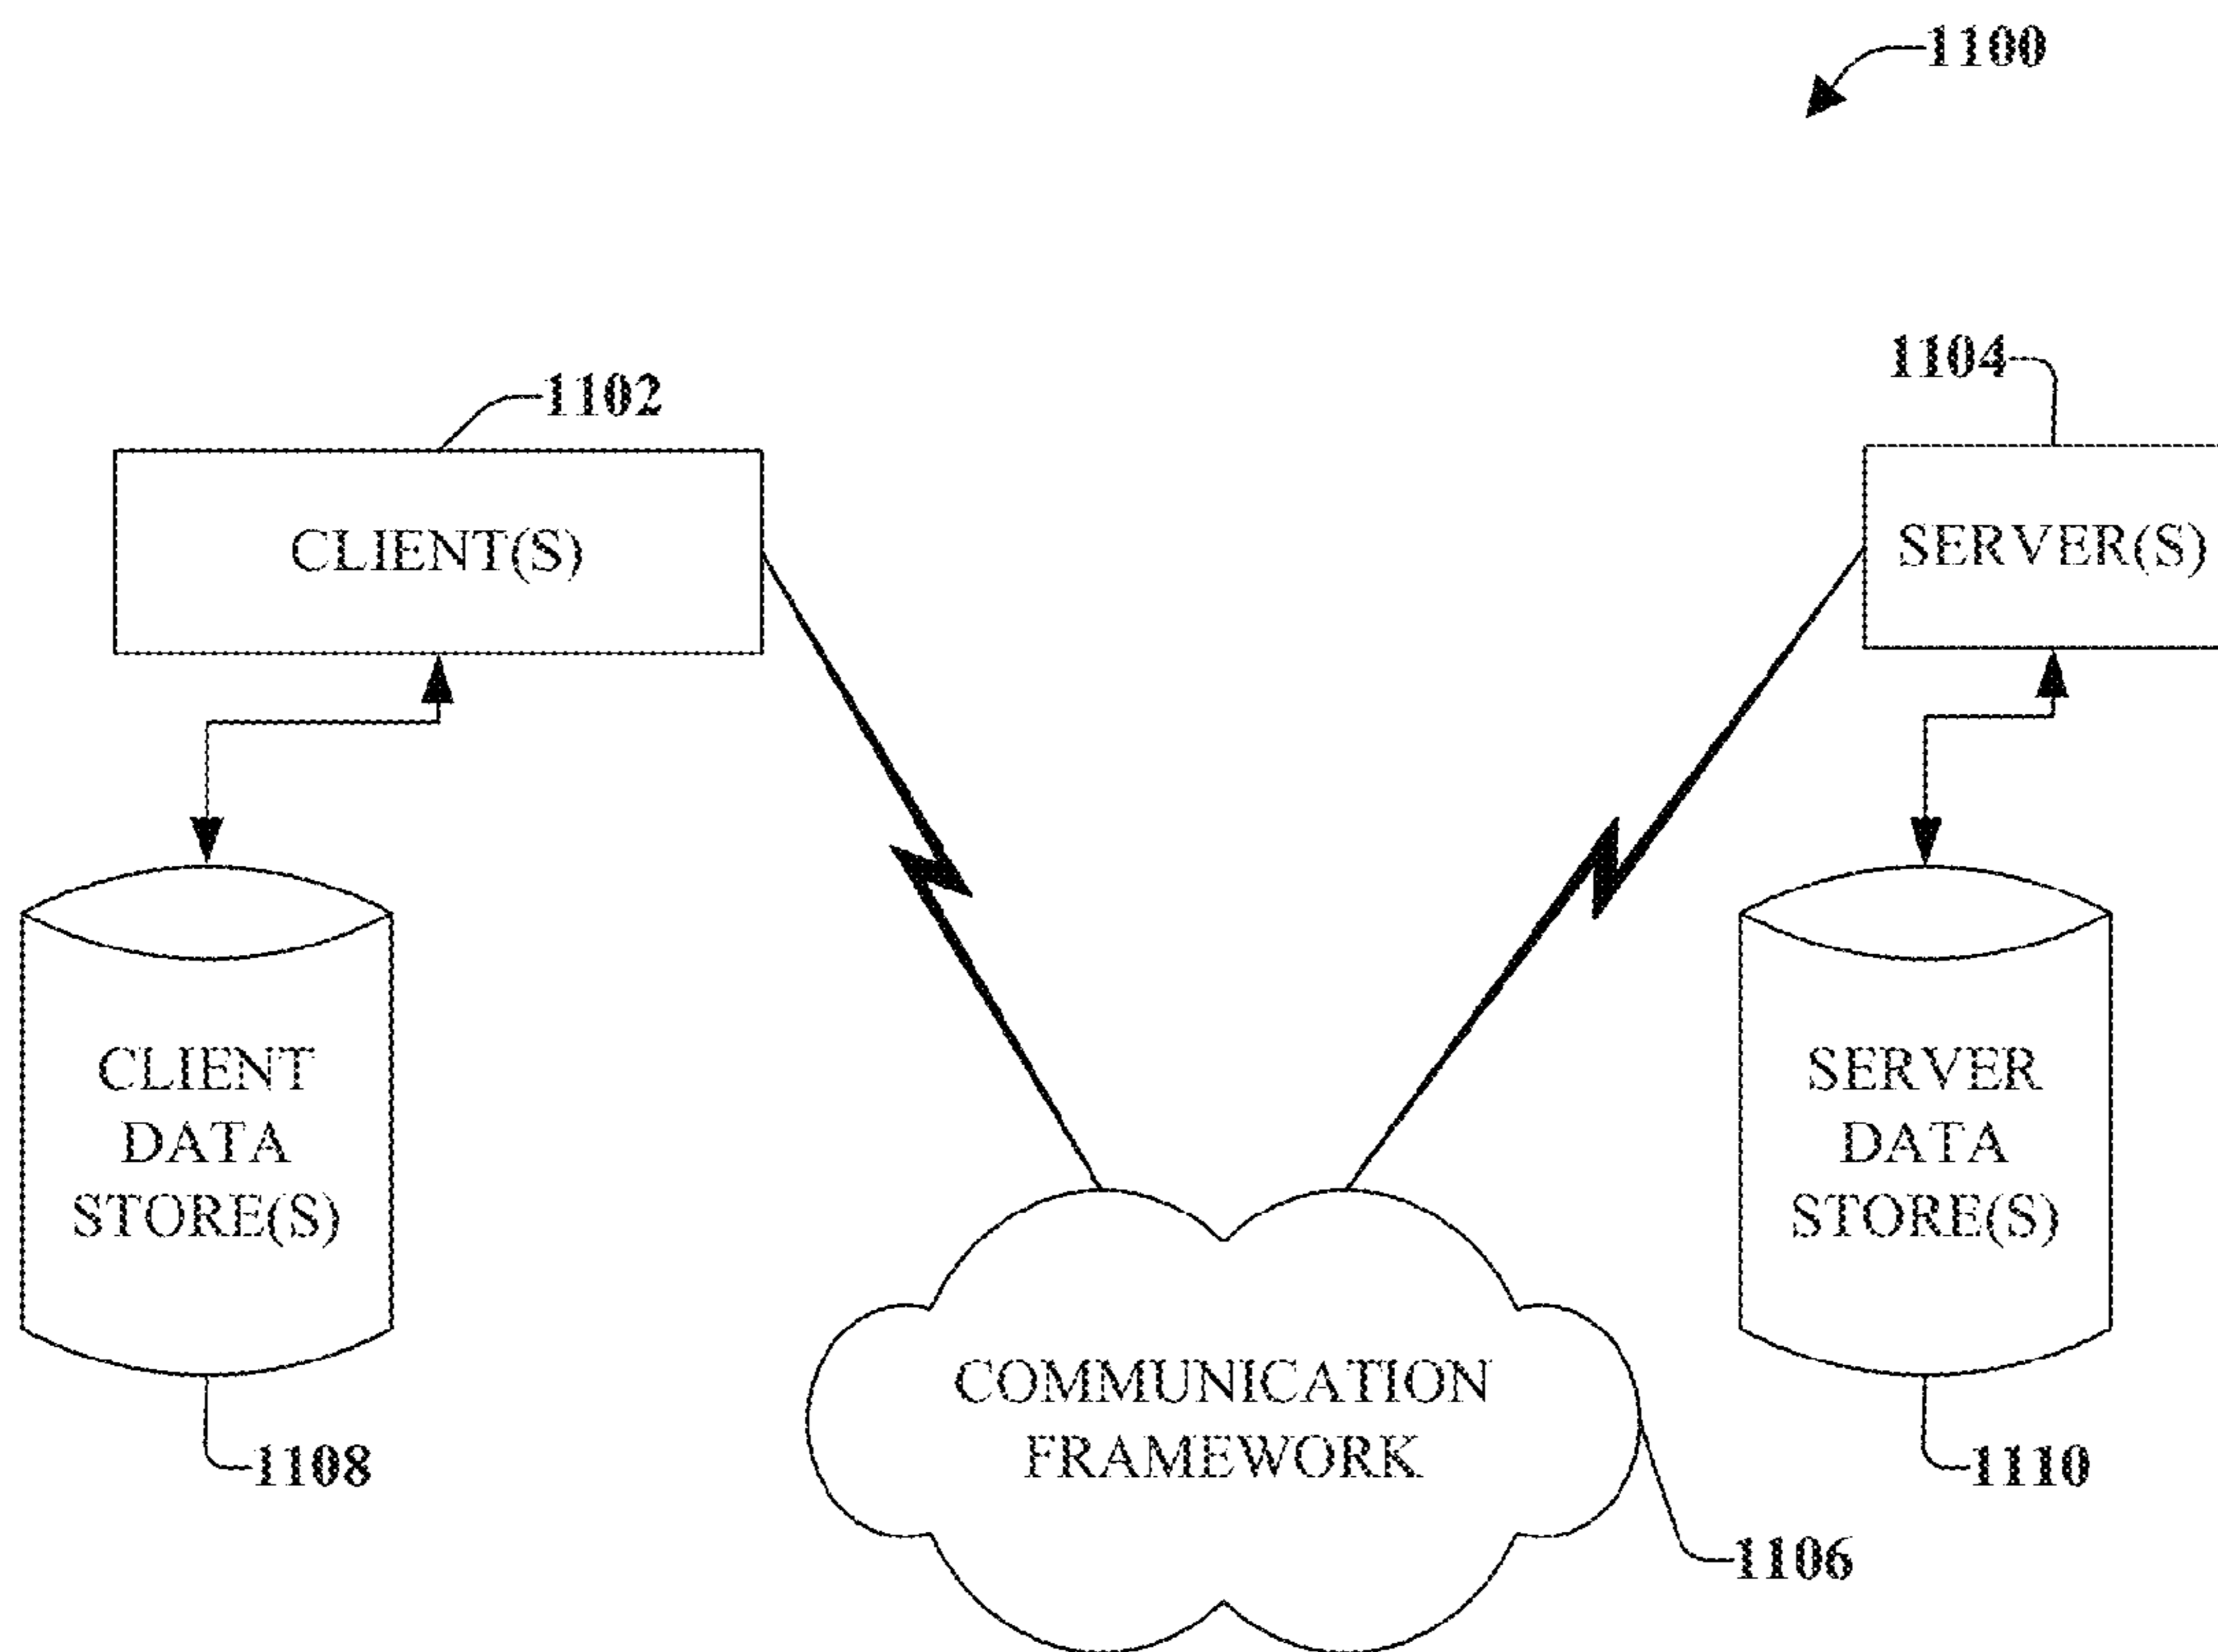 1100
1102
1104
CLIENT(S)
SERVER(S)
CLIENT
DATA
STORE(S)
SERVER
DATA
STORE(S)
COMMUNICATION
FRAMEWORK
1108
1110
1106